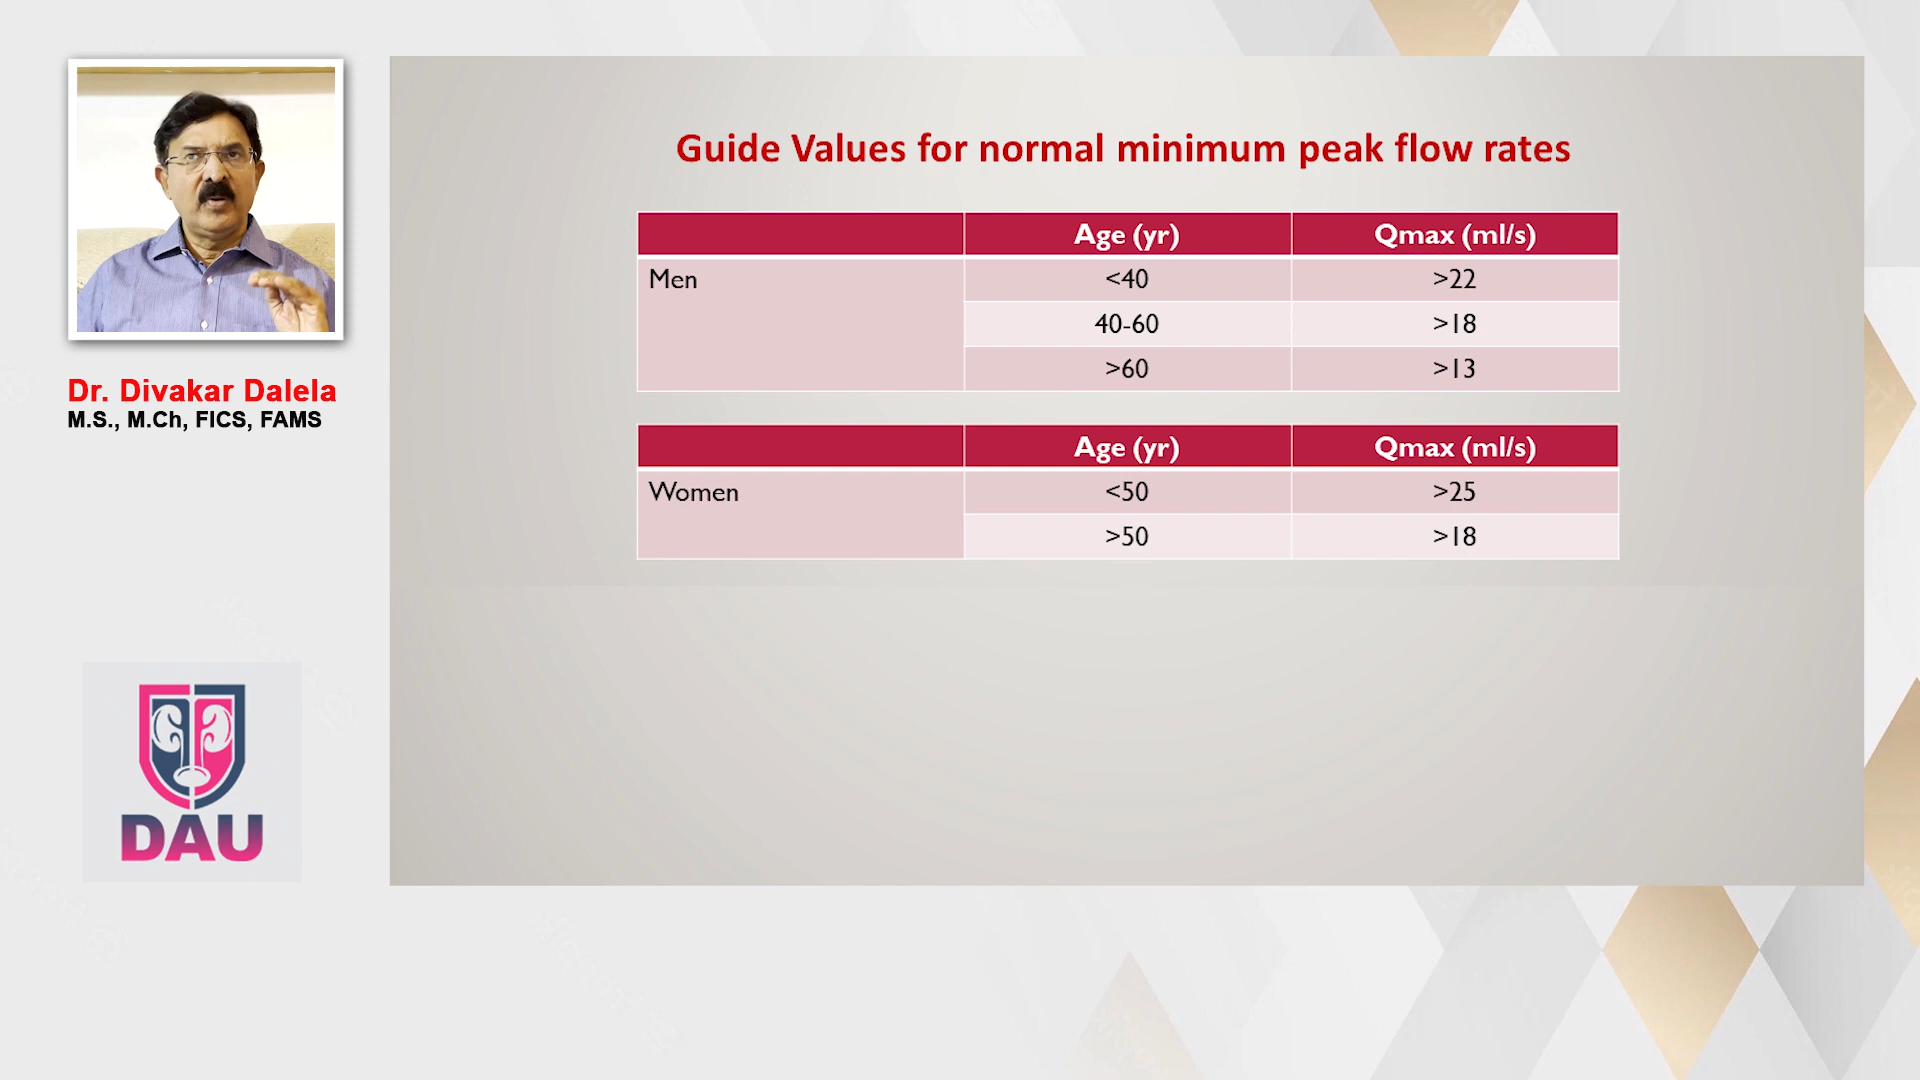 Guide Values for normal minimum peak flow rates
Age (yr) Qmax (ml/s)
Men <40 >22
40-60 >18
>60 >13
Age (yr) Qmax (ml/s)
Women <50 >25
>50 >18
Dr. Divakar Dalela
M.S., M.Ch, FICS, FAMS
DAU